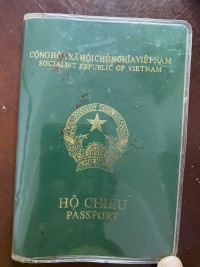 CỘNG HÒA XÃ HỘI CHỦ NGHĨA VIỆT NAM
SOCIALIST REPUBLIC OF VIETNAM
HỘ CHIẾU
PASSPORT